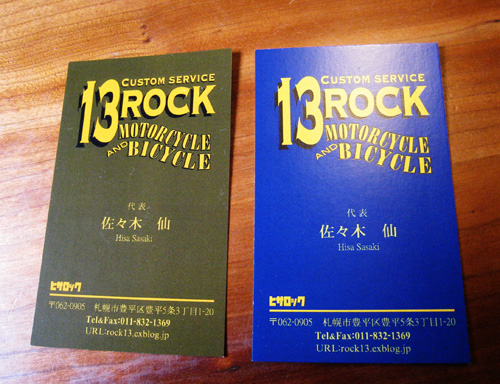 CUSTOM SERVICE
13 ROCK
MOTORCYCLE
AND BICYCLE
代表
佐々木 仙
Hisa Sasaki
ヒサロック
〒062-0905 札幌市豊平区豊平5条3丁目1-20
Tel&Fax:011-832-1369
URL:rock13.exblog.jp
CUSTOM SERVICE
13 ROCK
MOTORCYCLE
AND BICYCLE
代表
佐々木 仙
Hisa Sasaki
ヒサロック
〒062-0905 札幌市豊平区豊平5条3丁目1-20
Tel&Fax:011-832-1369
URL:rock13.exblog.jp